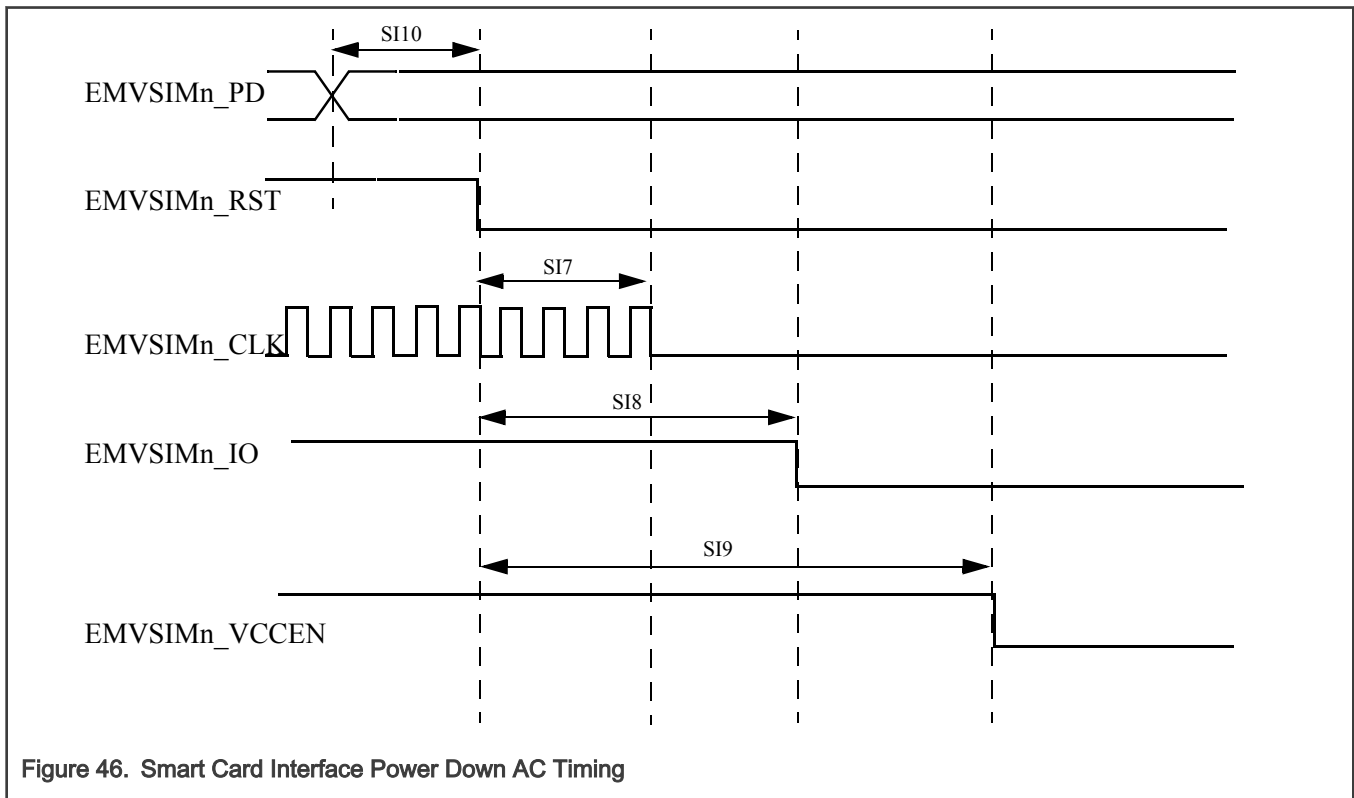 SI10
EMVSIMn_PD
EMVSIMn_RST
SI7
EMVSIMn_CLK
SI8
EMVSIMn_IO
SI9
EMVSIMn_VCCEN
Figure 46. Smart Card Interface Power Down AC Timing